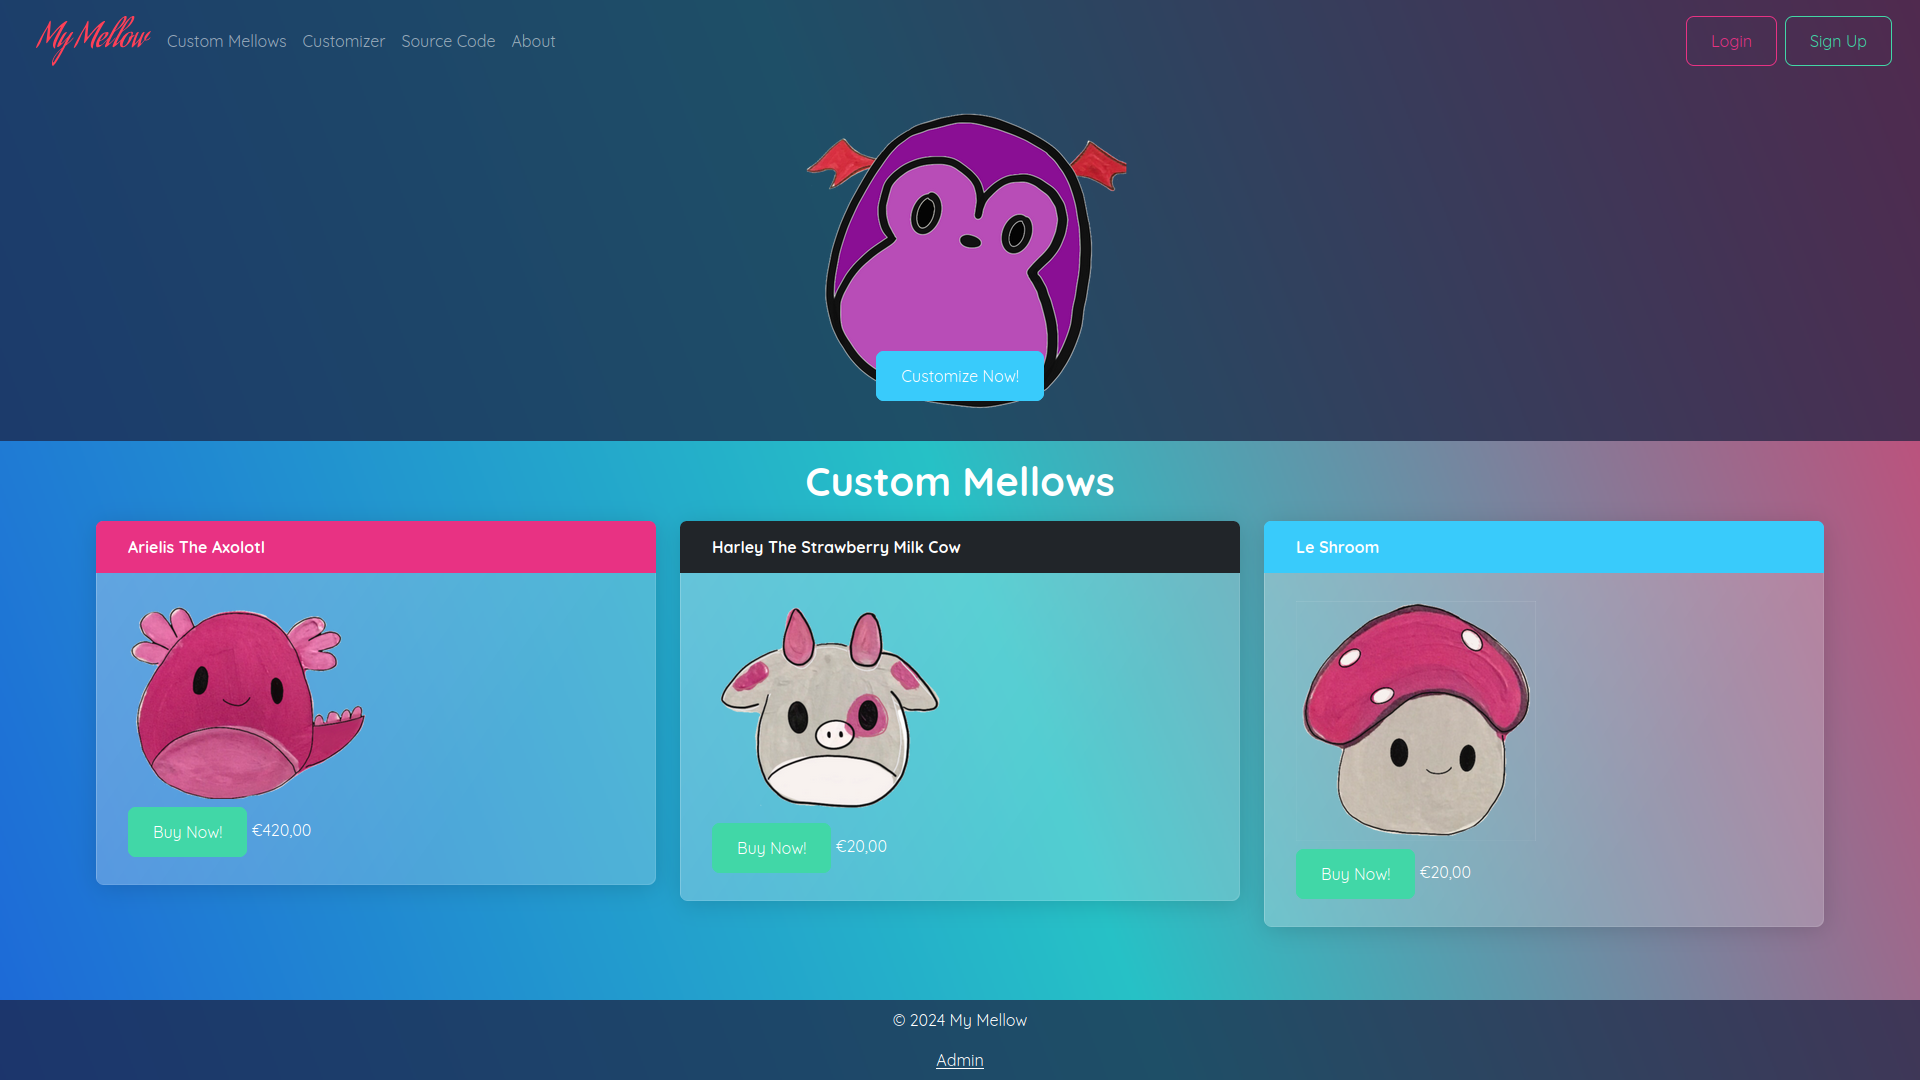 My Mellow Custom Mellows Customizer Source Code About Login Sign Up
Customize Now!
Custom Mellows
Arielis The Axolotl
Buy Now! €420,00
Harley The Strawberry Milk Cow
Buy Now! €20,00
Le Shroom
Buy Now! €20,00
© 2024 My Mellow
Admin